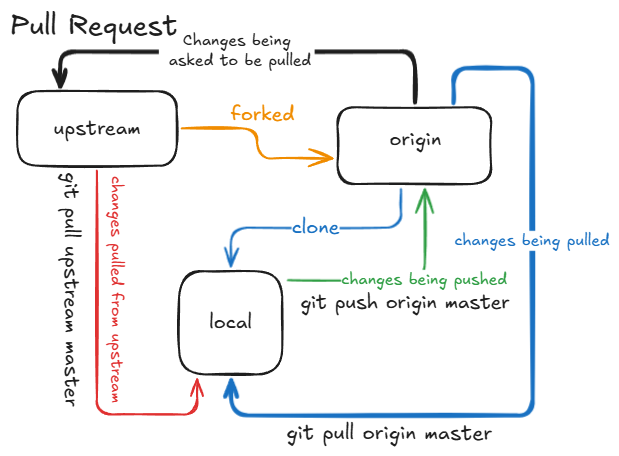 Pull Request
Changes being
asked to be pulled
forked
upstream
origin
git pull upstream master
changes pulled from upstream
clone
changes being pulled
changes being pushed
git push origin master
local
git pull origin master